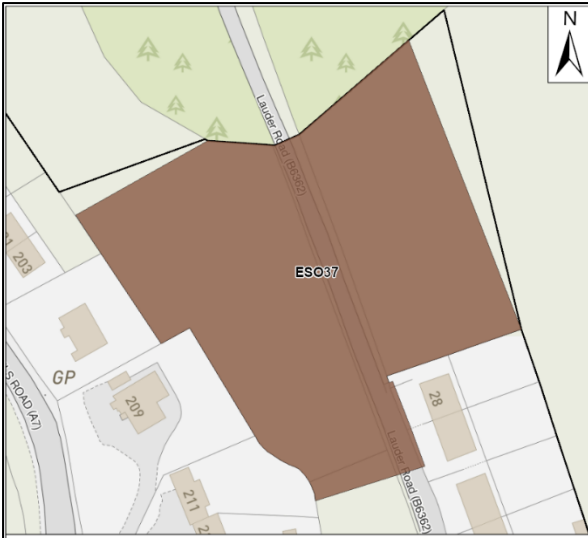 N
Lauder Road (B6362)
ESO37
203
GP
S ROAD (A7)
209
28
211
Lauder Road (B6362)